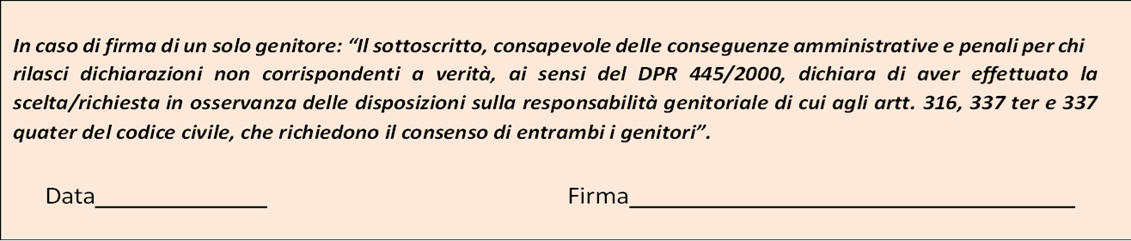 In caso di firma di un solo genitore: “Il sottoscritto, consapevole delle conseguenze amministrative e penali per chi
rilasci dichiarazioni non corrispondenti a verità, ai sensi del DPR 445/2000, dichiara di aver effettuato la
scelta/richiesta in osservanza delle disposizioni sulla responsabilità genitoriale di cui agli artt. 316, 337 ter e 337
quater del codice civile, che richiedono il consenso di entrambi i genitori”.
Data______________ Firma____________________________________